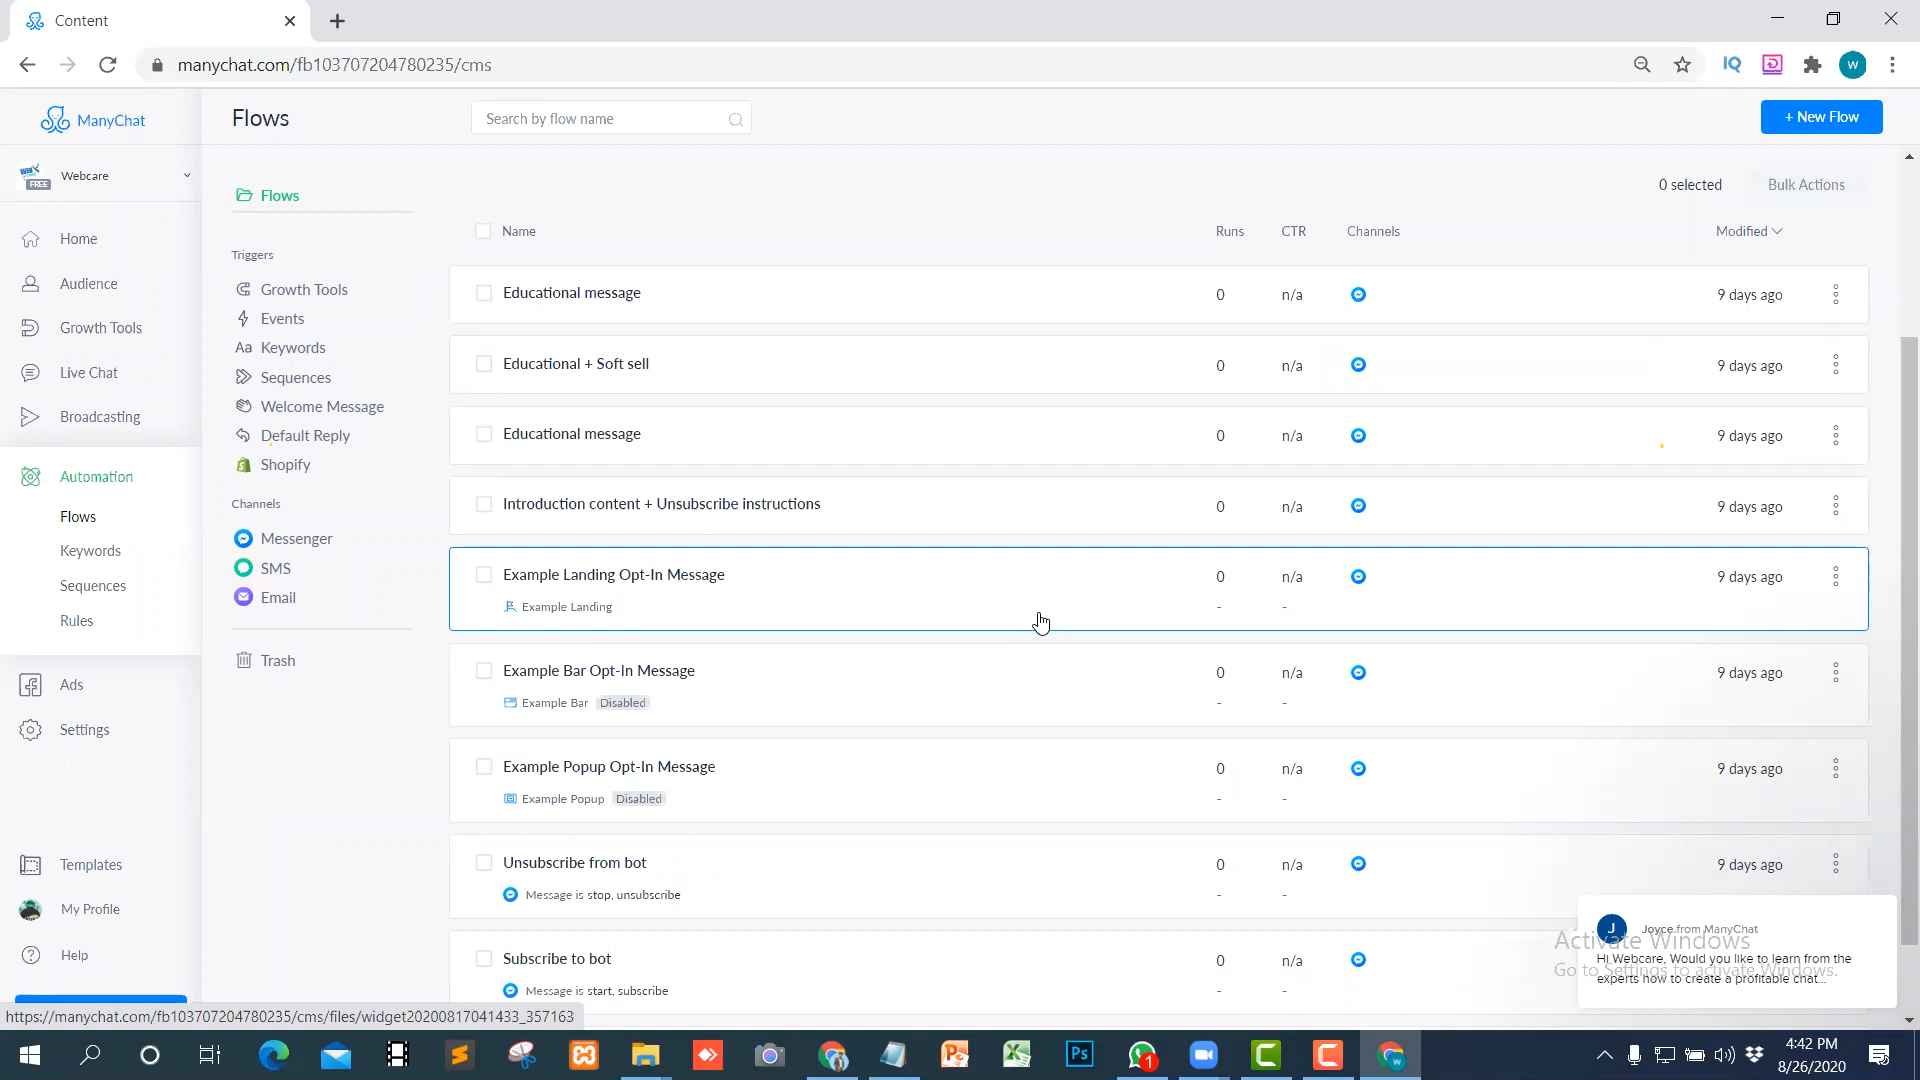 Content
manychat.com/fb103707204780235/cms
W
ManyChat
Flows
Search by flow name
+ New Flow
FREE
Webcare
Flows
0 selected
Bulk Actions
Name
Runs
CTR
Channels
Modified
Home
Audience
Growth Tools
Live Chat
Broadcasting
Automation
Flows
Keywords
Sequences
Rules
Ads
Settings
Templates
My Profile
Help
Triggers
Growth Tools
Events
Aa Keywords
Sequences
Welcome Message
Default Reply
Shopify
Channels
Messenger
SMS
Email
Trash
Educational message
0
n/a
9 days ago
Educational + Soft sell
0
n/a
9 days ago
Educational message
0
n/a
9 days ago
Introduction content + Unsubscribe instructions
0
n/a
9 days ago
Example Landing Opt-In Message
0
n/a
9 days ago
Example Landing
-
-
Example Bar Opt-In Message
0
n/a
9 days ago
Example Bar
Disabled
-
-
Example Popup Opt-In Message
0
n/a
9 days ago
Example Popup
Disabled
-
-
Unsubscribe from bot
0
n/a
9 days ago
Message is stop, unsubscribe
-
-
Subscribe to bot
0
n/a
Message is start, subscribe
-
-
J
Joyce from ManyChat
Hi Webcare, Would you like to learn from the
experts how to create a profitable chat...
Activate Windows
Go to Settings to activate Windows.
https://manychat.com/fb103707204780235/cms/files/widget20200817041433_357163
4:42 PM
8/26/2020